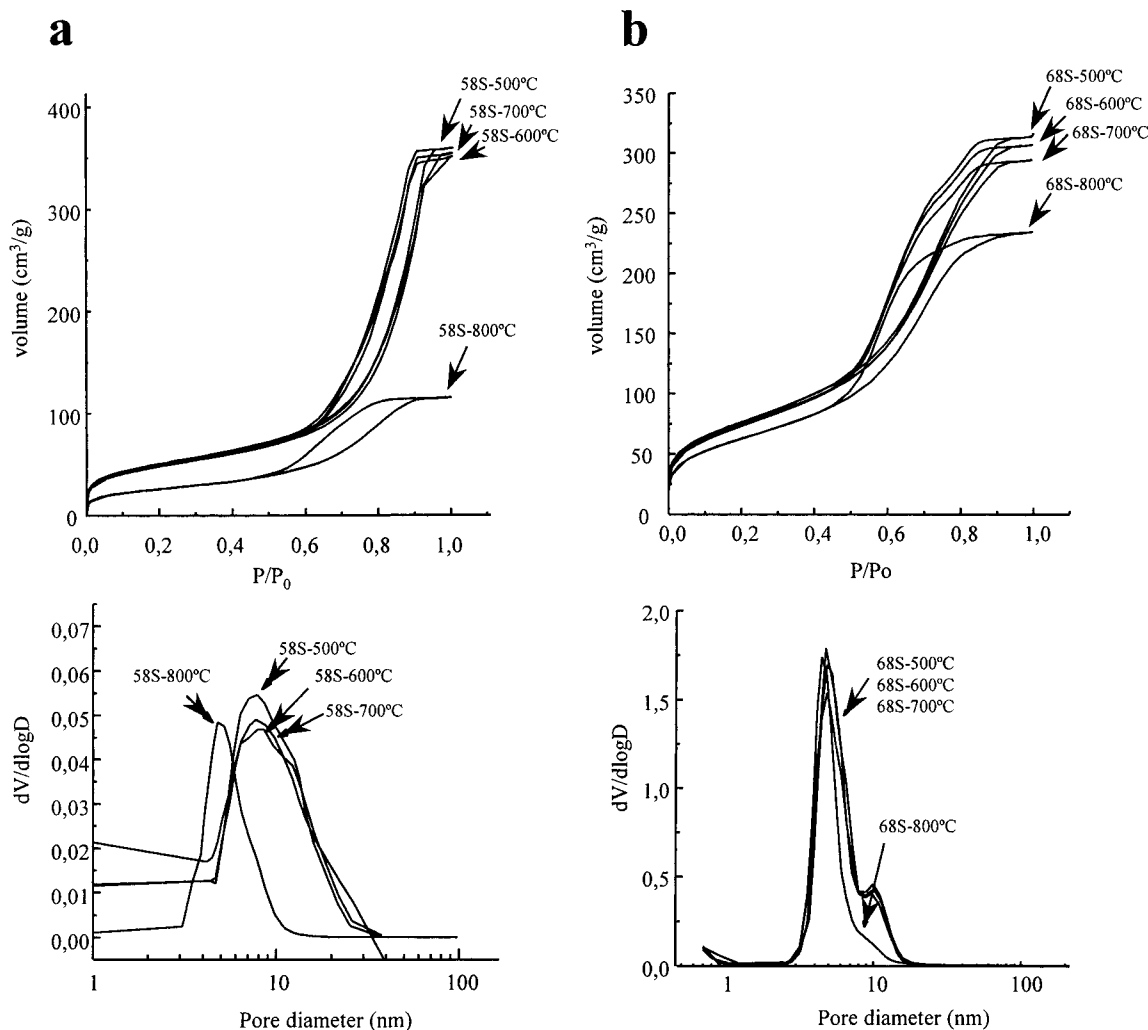 a
58S-500ºC
58S-700ºC
58S-600ºC
58S-800ºC
400
300
200
100
0
volume (cm³/g)
0,0 0,2 0,4 0,6 0,8 1,0
P/P₀
b
68S-500ºC
68S-600ºC
68S-700ºC
68S-800ºC
350
300
250
200
150
100
50
0
volume (cm³/g)
0,0 0,2 0,4 0,6 0,8 1,0
P/Po
0,07
0,06
0,05
0,04
0,03
0,02
0,01
0,00
dV/dlogD
58S-500ºC
58S-800ºC
58S-600ºC
58S-700ºC
1 10 100
Pore diameter (nm)
2,0
1,5
1,0
0,5
0,0
dV/dlogD
68S-500ºC
68S-600ºC
68S-700ºC
68S-800ºC
1 10 100
Pore diameter (nm)